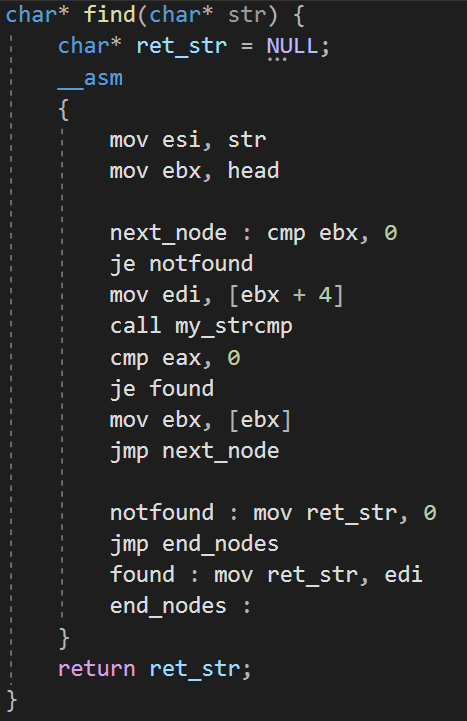 char* find(char* str) {
char* ret_str = NULL;
__asm
{
mov esi, str
mov ebx, head
next_node : cmp ebx, 0
je notfound
mov edi, [ebx + 4]
call my_strcmp
cmp eax, 0
je found
mov ebx, [ebx]
jmp next_node
notfound : mov ret_str, 0
jmp end_nodes
found : mov ret_str, edi
end_nodes :
}
return ret_str;
}